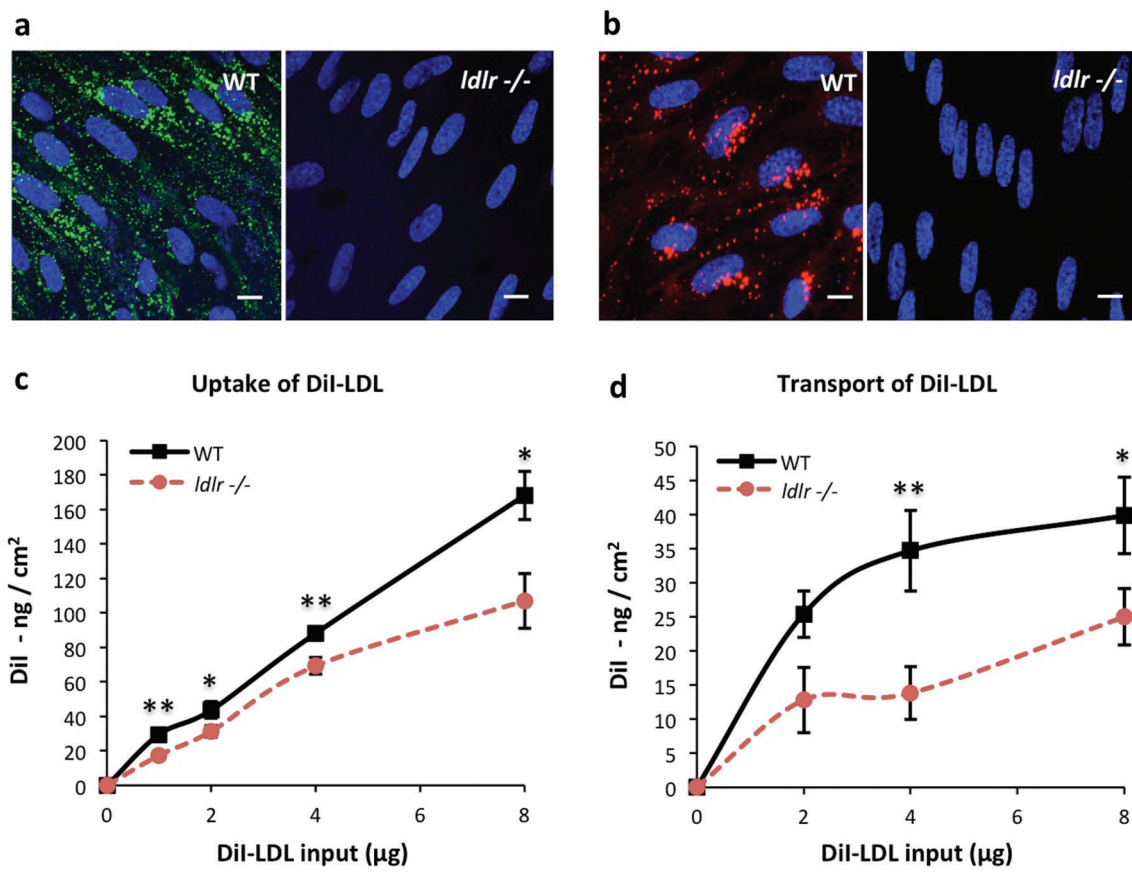 a
b
WT
ldlr -/-
WT
ldlr -/-
c
Uptake of DiI-LDL
200
180
160
140
120
100
80
60
40
20
0
DiI - ng / cm²
WT
ldlr -/-
**
*
**
*
0
2
4
6
8
DiI-LDL input (µg)
d
Transport of DiI-LDL
50
45
40
35
30
25
20
15
10
5
0
DiI - ng / cm²
WT
ldlr -/-
**
*
0
2
4
6
8
DiI-LDL input (µg)